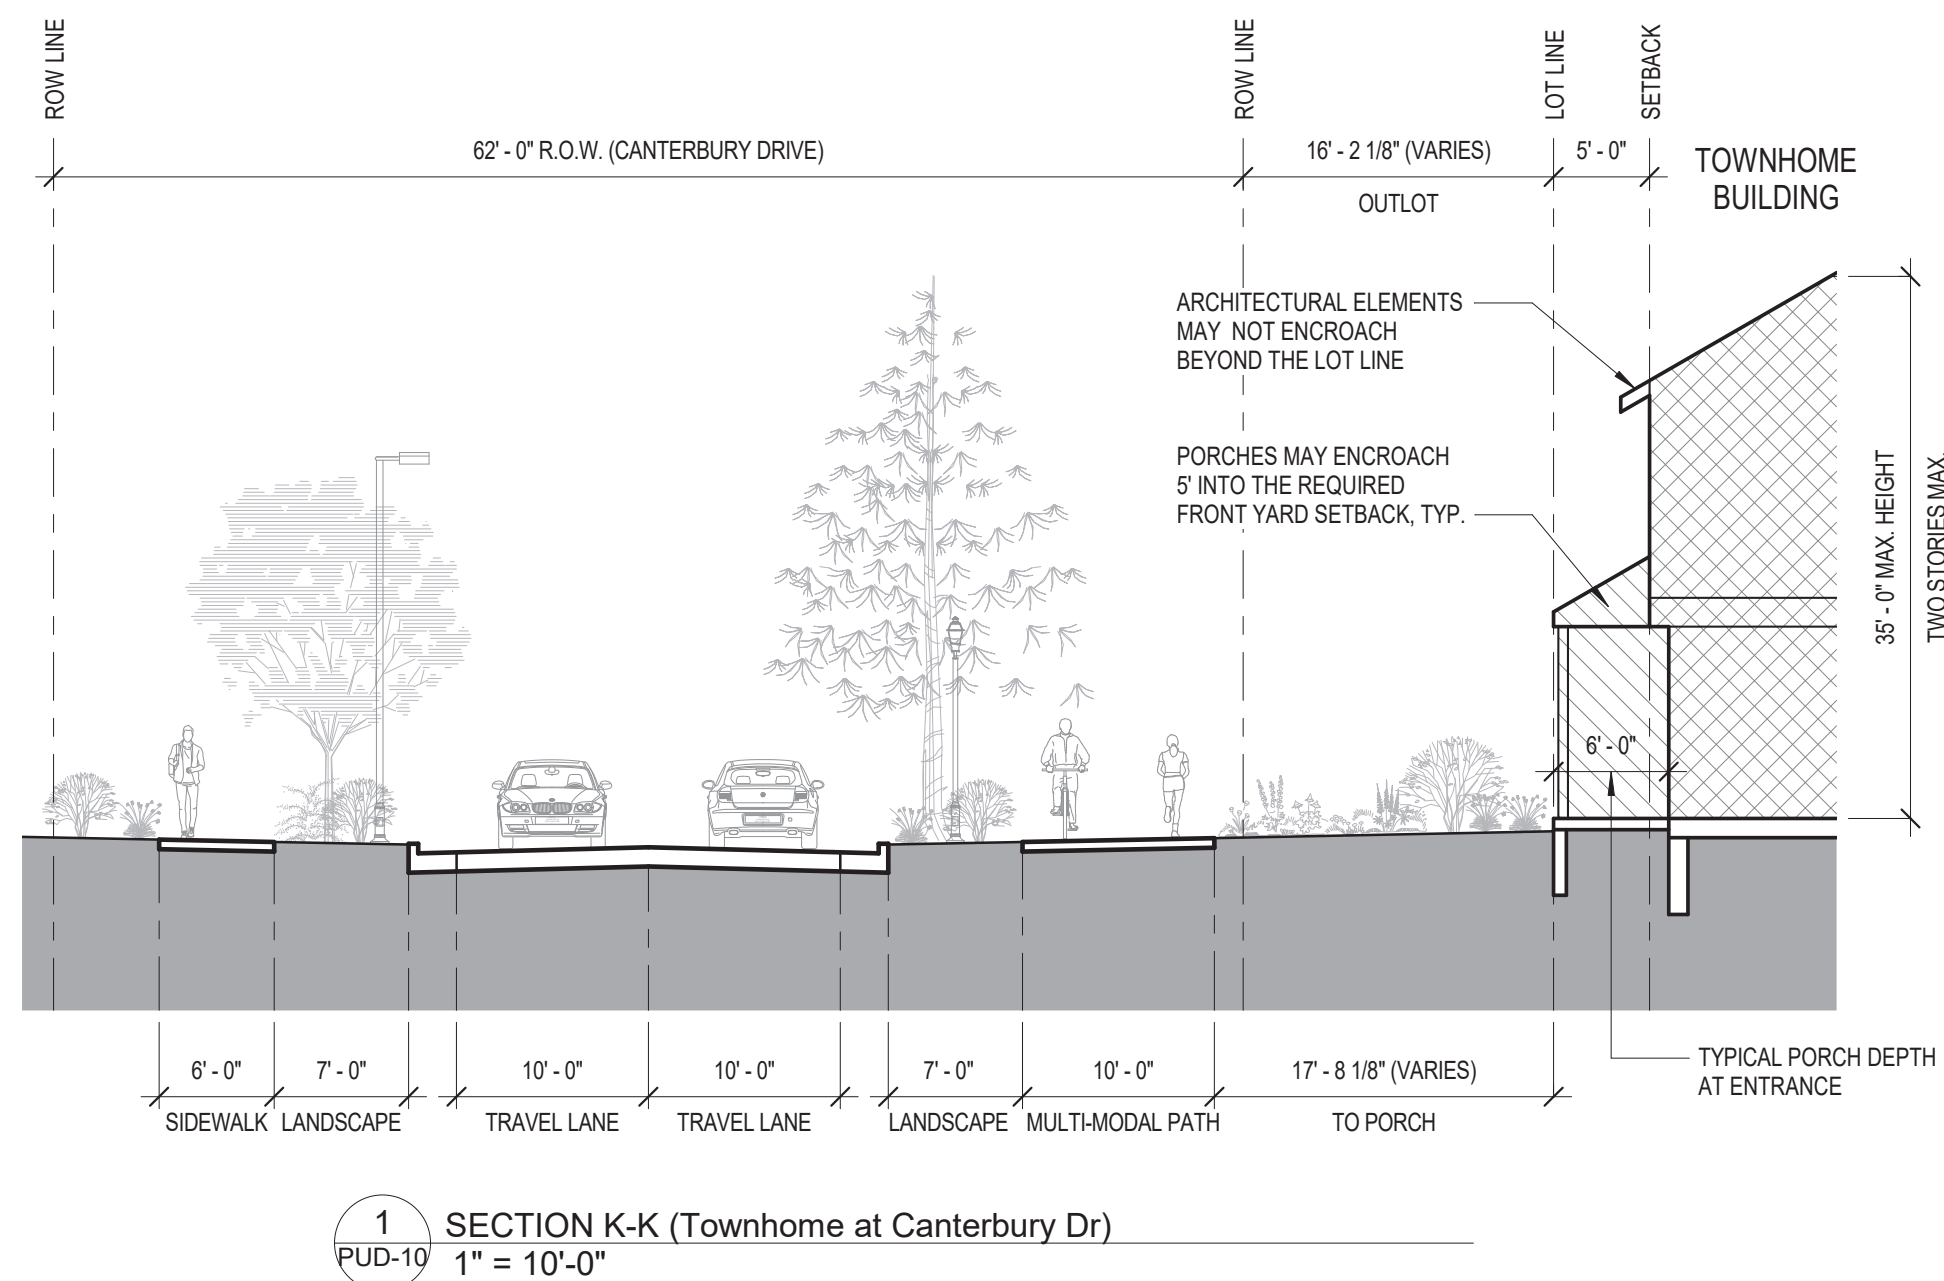 ROW LINE
ROW LINE
LOT LINE
SETBACK
62' - 0" R.O.W. (CANTERBURY DRIVE)
16' - 2 1/8" (VARIES)
5' - 0"
OUTLOT
TOWNHOME
BUILDING
ARCHITECTURAL ELEMENTS
MAY NOT ENCROACH
BEYOND THE LOT LINE
PORCHES MAY ENCROACH
5' INTO THE REQUIRED
FRONT YARD SETBACK, TYP.
35' - 0" MAX. HEIGHT
TWO STORIES MAX.
6' - 0"
TYPICAL PORCH DEPTH
AT ENTRANCE
6' - 0"
7' - 0"
10' - 0"
10' - 0"
7' - 0"
10' - 0"
17' - 8 1/8" (VARIES)
SIDEWALK
LANDSCAPE
TRAVEL LANE
TRAVEL LANE
LANDSCAPE
MULTI-MODAL PATH
TO PORCH
1
PUD-10
SECTION K-K (Townhome at Canterbury Dr)
1" = 10'-0"